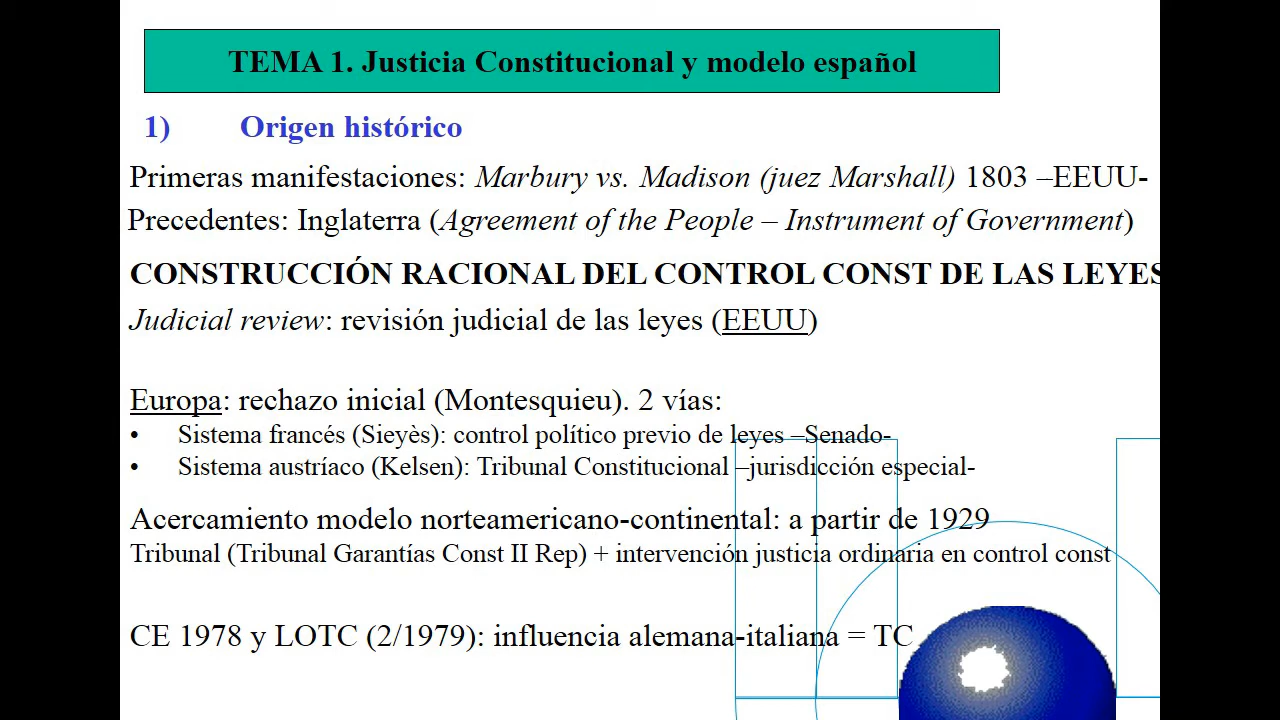 TEMA 1. Justicia Constitucional y modelo español
1) Origen histórico
Primeras manifestaciones: Marbury vs. Madison (juez Marshall) 1803 –EEUU-
Precedentes: Inglaterra (Agreement of the People – Instrument of Government)
CONSTRUCCIÓN RACIONAL DEL CONTROL CONST DE LAS LEYES
Judicial review: revisión judicial de las leyes (EEUU)
Europa: rechazo inicial (Montesquieu). 2 vías:
• Sistema francés (Sieyès): control político previo de leyes –Senado-
• Sistema austríaco (Kelsen): Tribunal Constitucional –jurisdicción especial-
Acercamiento modelo norteamericano-continental: a partir de 1929
Tribunal (Tribunal Garantías Const II Rep) + intervención justicia ordinaria en control const
CE 1978 y LOTC (2/1979): influencia alemana-italiana = TC